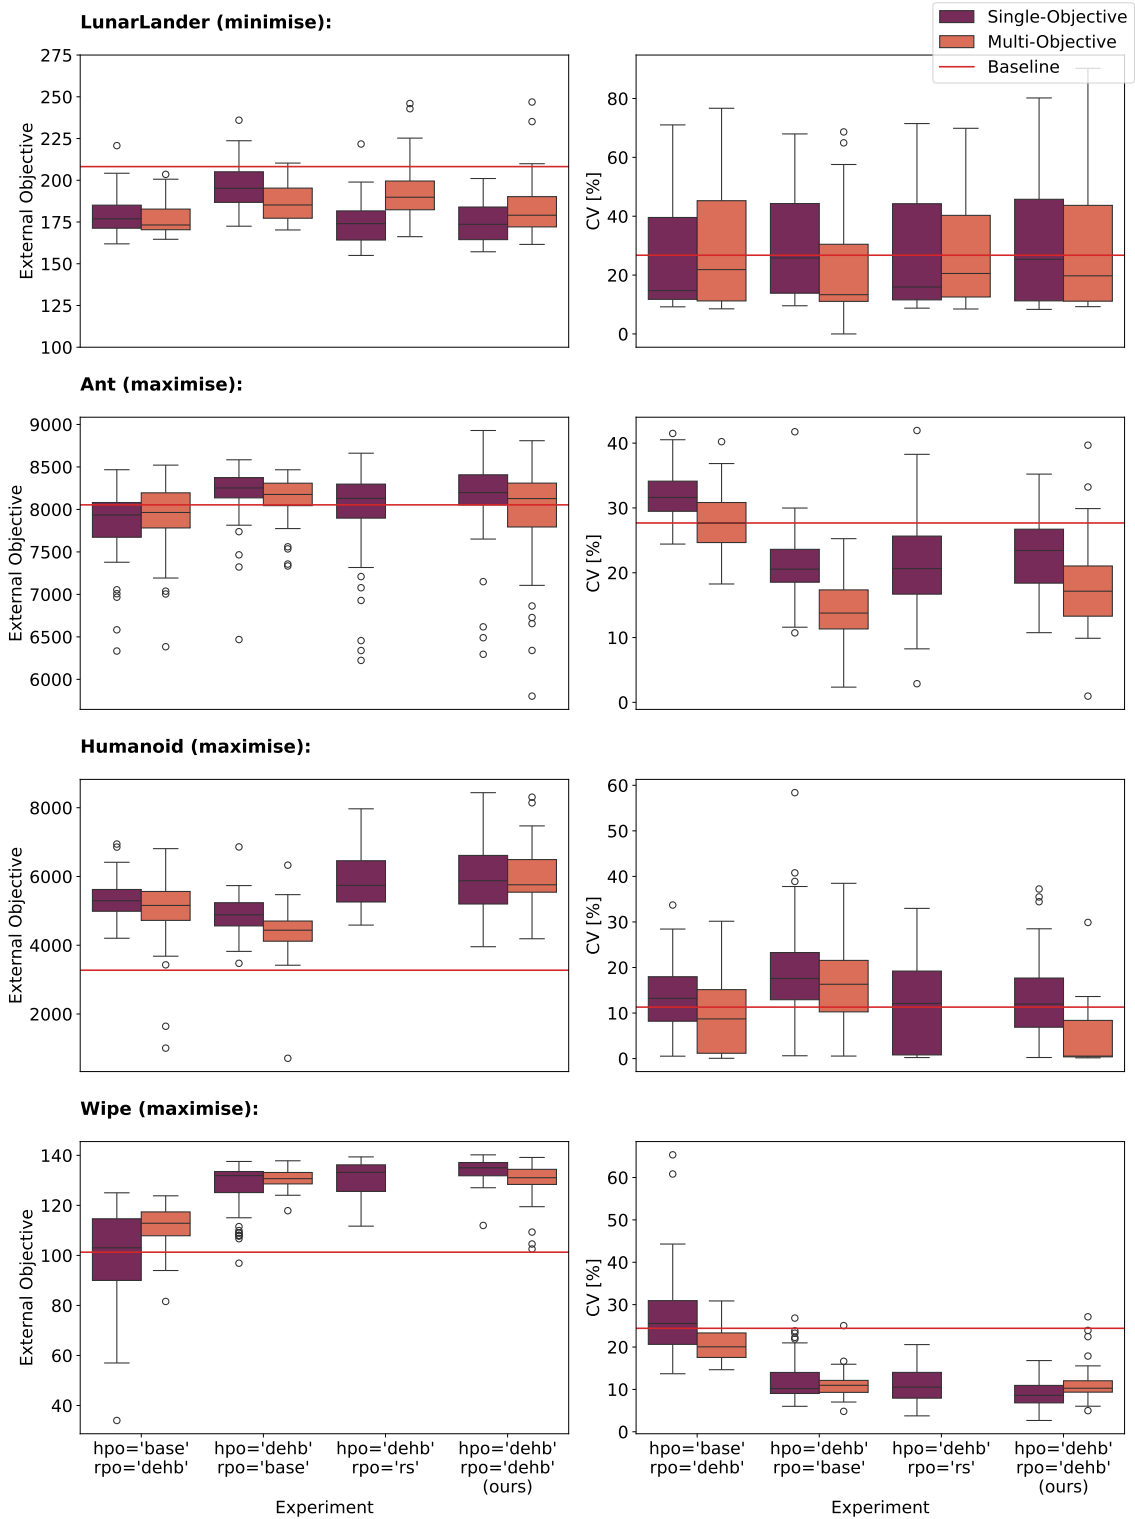 LunarLander (minimise):
Single-Objective
Multi-Objective
Baseline
External Objective
275
250
225
200
175
150
125
100
CV [%]
80
60
40
20
0
Ant (maximise):
External Objective
9000
8500
8000
7500
7000
6500
6000
CV [%]
40
30
20
10
0
Humanoid (maximise):
External Objective
8000
6000
4000
2000
CV [%]
60
50
40
30
20
10
0
Wipe (maximise):
External Objective
140
120
100
80
60
40
CV [%]
60
50
40
30
20
10
0
hpo='base'
rpo='dehb'
hpo='dehb'
rpo='base'
hpo='dehb'
rpo='rs'
hpo='dehb'
rpo='dehb'
(ours)
Experiment
hpo='base'
rpo='dehb'
hpo='dehb'
rpo='base'
hpo='dehb'
rpo='rs'
hpo='dehb'
rpo='dehb'
(ours)
Experiment